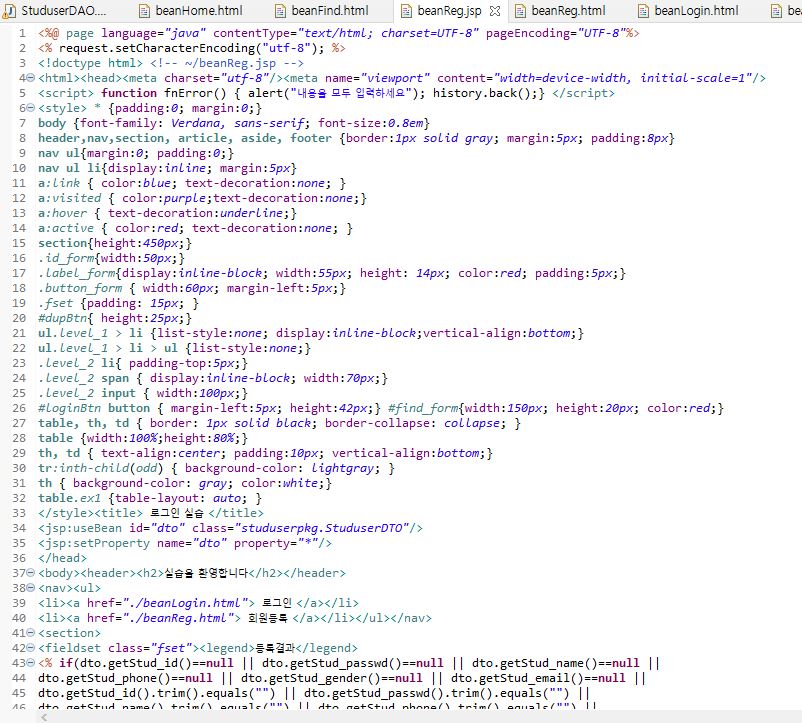 StuduserDAO.... beanHome.html beanFind.html beanReg.jsp beanReg.html beanLogin.html
1 <%@ page language="java" contentType="text/html; charset=UTF-8" pageEncoding="UTF-8"%>
2 <% request.setCharacterEncoding("utf-8"); %>
3 <!doctype html> <!-- ~/beanReg.jsp -->
4 <html><head><meta charset="utf-8"/><meta name="viewport" content="width=device-width, initial-scale=1"/>
5 <script> function fnError() { alert("내용을 모두 입력하세요"); history.back();} </script>
6 <style> * {padding:0; margin:0;}
7 body {font-family: Verdana, sans-serif; font-size:0.8em}
8 header,nav,section, article, aside, footer {border:1px solid gray; margin:5px; padding:8px}
9 nav ul{margin:0; padding:0;}
10 nav ul li{display:inline; margin:5px}
11 a:link { color:blue; text-decoration:none; }
12 a:visited { color:purple;text-decoration:none;}
13 a:hover { text-decoration:underline;}
14 a:active { color:red; text-decoration:none; }
15 section{height:450px;}
16 .id_form{width:50px;}
17 .label_form{display:inline-block; width:55px; height: 14px; color:red; padding:5px;}
18 .button_form { width:60px; margin-left:5px;}
19 .fset {padding: 15px; }
20 #dupBtn{ height:25px;}
21 ul.level_1 > li {list-style:none; display:inline-block;vertical-align:bottom;}
22 ul.level_1 > li > ul {list-style:none;}
23 .level_2 li{ padding-top:5px;}
24 .level_2 span { display:inline-block; width:70px;}
25 .level_2 input { width:100px;}
26 #loginBtn button { margin-left:5px; height:42px;} #find_form{width:150px; height:20px; color:red;}
27 table, th, td { border: 1px solid black; border-collapse: collapse; }
28 table {width:100%;height:80%;}
29 th, td { text-align:center; padding:10px; vertical-align:bottom;}
30 tr:inth-child(odd) { background-color: lightgray; }
31 th { background-color: gray; color:white;}
32 table.ex1 {table-layout: auto; }
33 </style><title> 로그인 실습 </title>
34 <jsp:useBean id="dto" class="studuserpkg.StuduserDTO"/>
35 <jsp:setProperty name="dto" property="*"/>
36 </head>
37 <body><header><h2>실습을 환영합니다</h2></header>
38 <nav><ul>
39 <li><a href="./beanLogin.html"> 로그인 </a></li>
40 <li><a href="./beanReg.html"> 회원등록 </a></li></ul></nav>
41 <section>
42 <fieldset class="fset"><legend>등록결과</legend>
43 <% if(dto.getStud_id()==null || dto.getStud_passwd()==null || dto.getStud_name()==null ||
44 dto.getStud_phone()==null || dto.getStud_gender()==null || dto.getStud_email()==null ||
45 dto.getStud_id().trim().equals("") || dto.getStud_passwd().trim().equals("") ||
46 dto.getStud_name().trim().equals("") || dto.getStud_phone().trim().equals("") ||